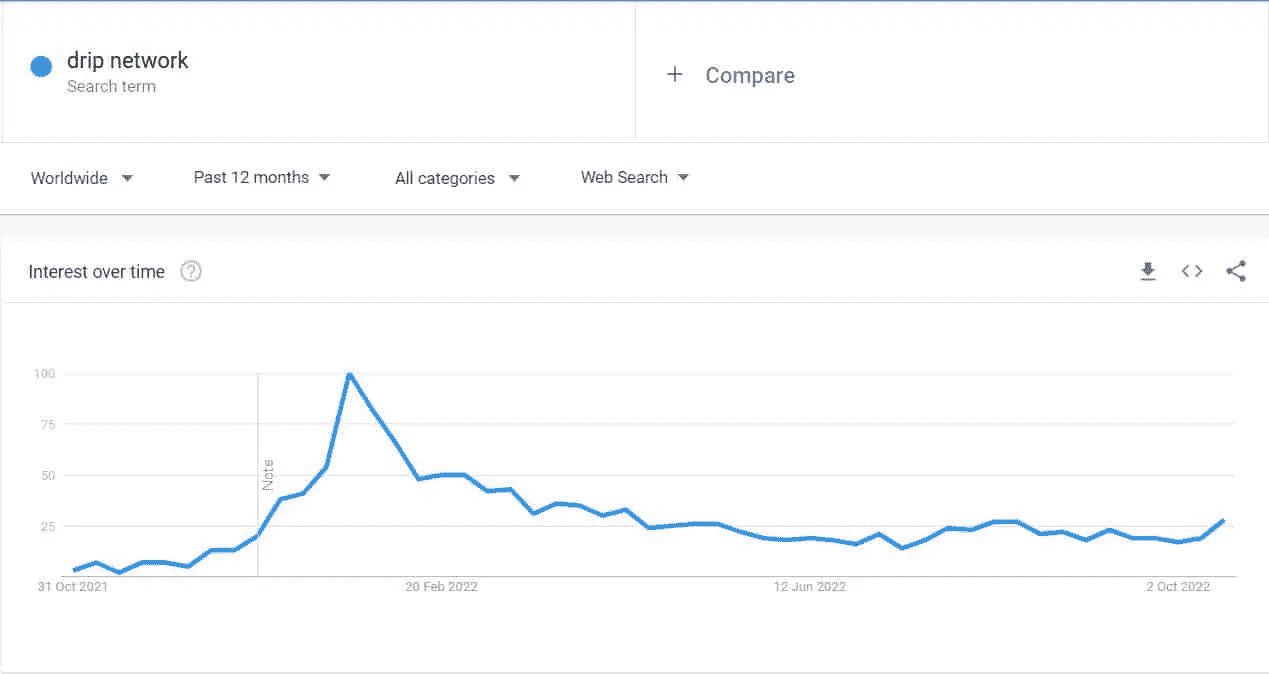 drip network
Search term
+ Compare
Worldwide
Past 12 months
All categories
Web Search
Interest over time ?
100
75
50
25
Note
31 Oct 2021
20 Feb 2022
12 Jun 2022
2 Oct 2022